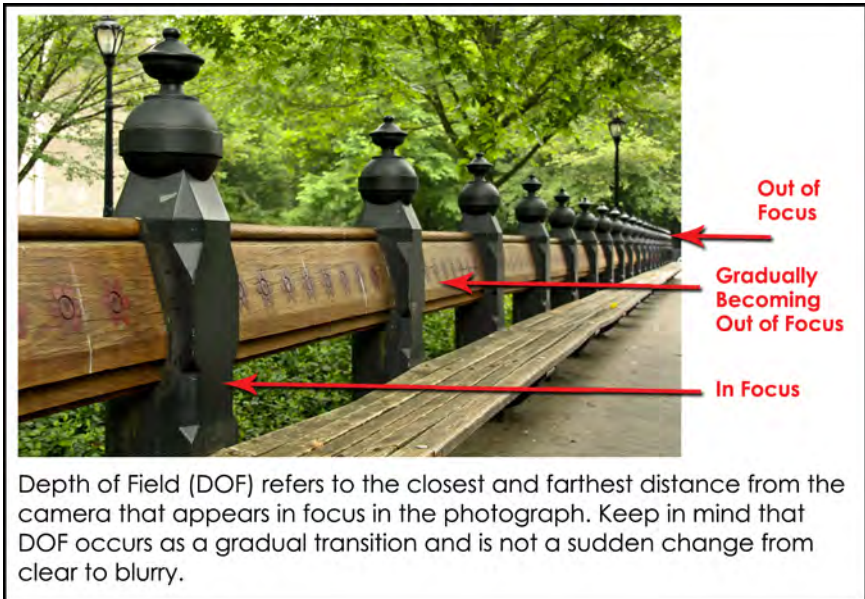 Out of
Focus
Gradually
Becoming
Out of Focus
In Focus
Depth of Field (DOF) refers to the closest and farthest distance from the
camera that appears in focus in the photograph. Keep in mind that
DOF occurs as a gradual transition and is not a sudden change from
clear to blurry.